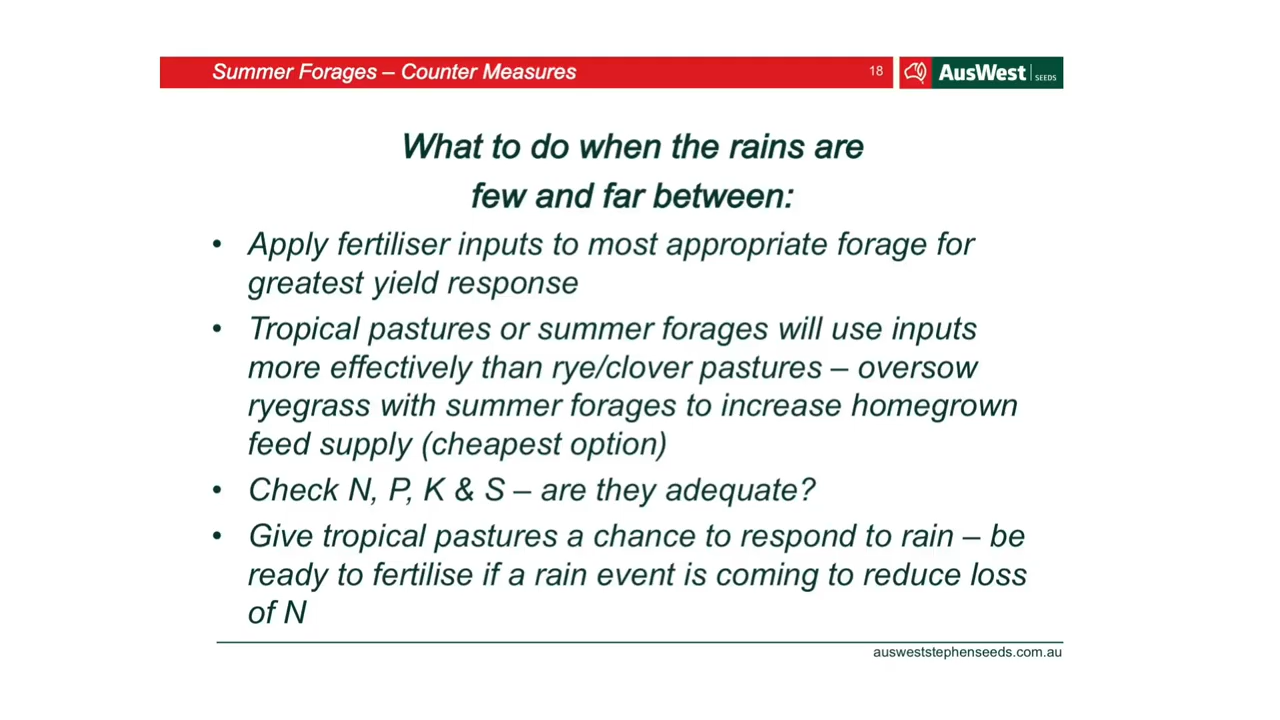 Summer Forages – Counter Measures
18
AusWest SEEDS
What to do when the rains are
few and far between:
• Apply fertiliser inputs to most appropriate forage for
greatest yield response
• Tropical pastures or summer forages will use inputs
more effectively than rye/clover pastures – oversow
ryegrass with summer forages to increase homegrown
feed supply (cheapest option)
• Check N, P, K & S – are they adequate?
• Give tropical pastures a chance to respond to rain – be
ready to fertilise if a rain event is coming to reduce loss
of N
ausweststephenseeds.com.au